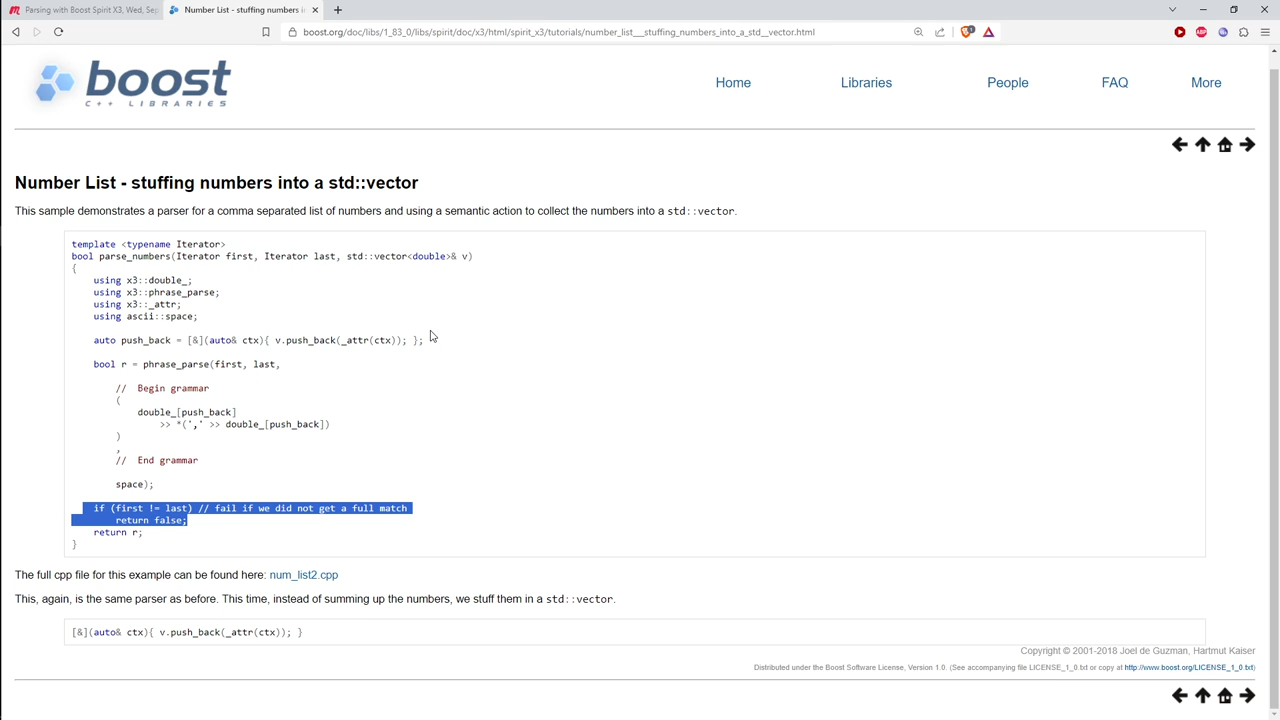 Parsing with Boost Spirit X3, Wed, Sep
Number List - stuffing numbers i
boost.org/doc/libs/1_83_0/libs/spirit/doc/x3/html/spirit_x3/tutorials/number_list__stuffing_numbers_into_a_std__vector.html
boost
C++ LIBRARIES
Home Libraries People FAQ More
Number List - stuffing numbers into a std::vector
This sample demonstrates a parser for a comma separated list of numbers and using a semantic action to collect the numbers into a std::vector.
template <typename Iterator>
bool parse_numbers(Iterator first, Iterator last, std::vector<double>& v)
{
using x3::double_;
using x3::phrase_parse;
using x3::_attr;
using ascii::space;
auto push_back = [&](auto& ctx){ v.push_back(_attr(ctx)); };
bool r = phrase_parse(first, last,
// Begin grammar
(
double_[push_back]
>> *(',' >> double_[push_back])
)
,
// End grammar
space);
if (first != last) // fail if we did not get a full match
return false;
return r;
}
The full cpp file for this example can be found here: num_list2.cpp
This, again, is the same parser as before. This time, instead of summing up the numbers, we stuff them in a std::vector.
[&](auto& ctx){ v.push_back(_attr(ctx)); }
Copyright © 2001-2018 Joel de Guzman, Hartmut Kaiser
Distributed under the Boost Software License, Version 1.0. (See accompanying file LICENSE_1_0.txt or copy at http://www.boost.org/LICENSE_1_0.txt)